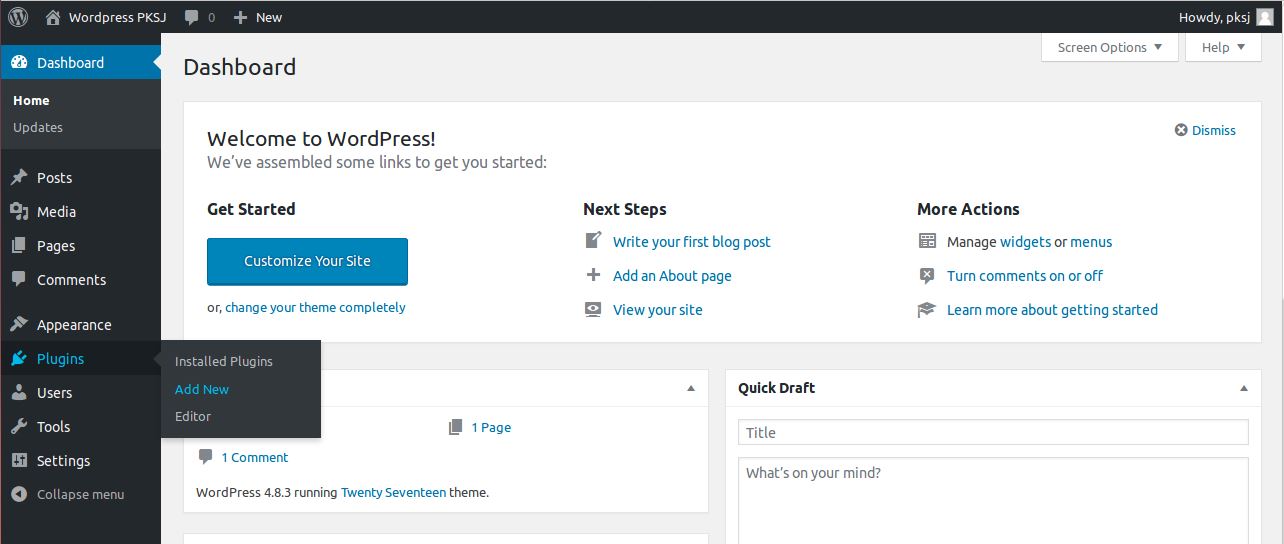 Wordpress PKSJ 0 New Howdy, pksj
Dashboard
Home
Updates
Posts
Media
Pages
Comments
Appearance
Plugins
Users
Tools
Settings
Collapse menu
Installed Plugins
Add New
Editor
Screen Options Help
Dashboard
Welcome to WordPress!
We've assembled some links to get you started:
Dismiss
Get Started
Customize Your Site
or, change your theme completely
Next Steps
Write your first blog post
Add an About page
View your site
More Actions
Manage widgets or menus
Turn comments on or off
Learn more about getting started
1 Page
1 Comment
WordPress 4.8.3 running Twenty Seventeen theme.
Quick Draft
Title
What's on your mind?